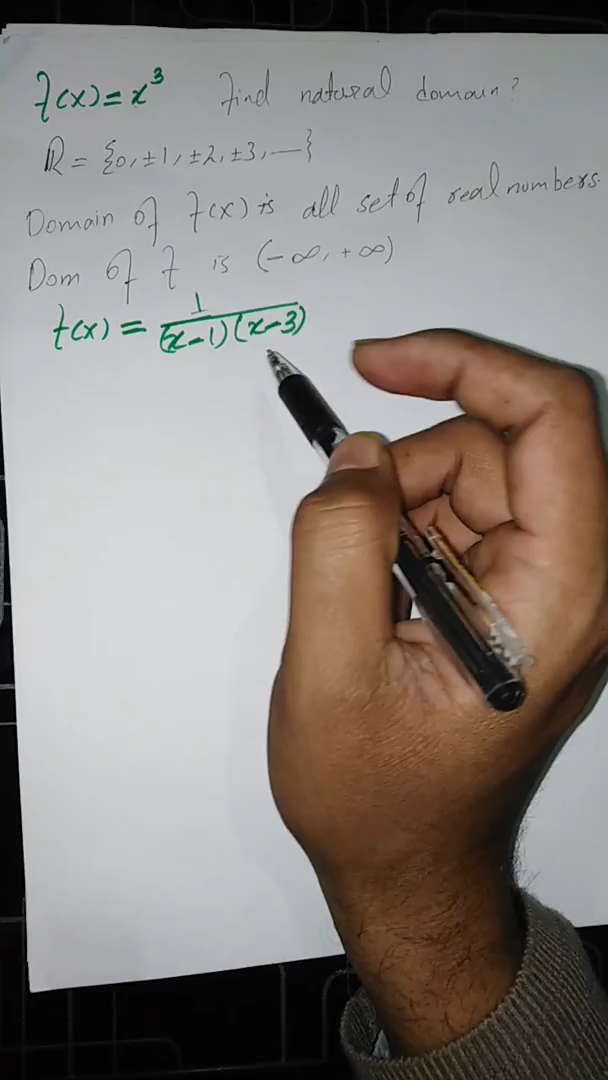 f(x) = x³ Find natural domain?
ℝ = {0, ±1, ±2, ±3, —}
Domain of f(x) is all set of real numbers.
Dom of f is (-∞, +∞)
f(x) = 1/(x-1)(x-3)